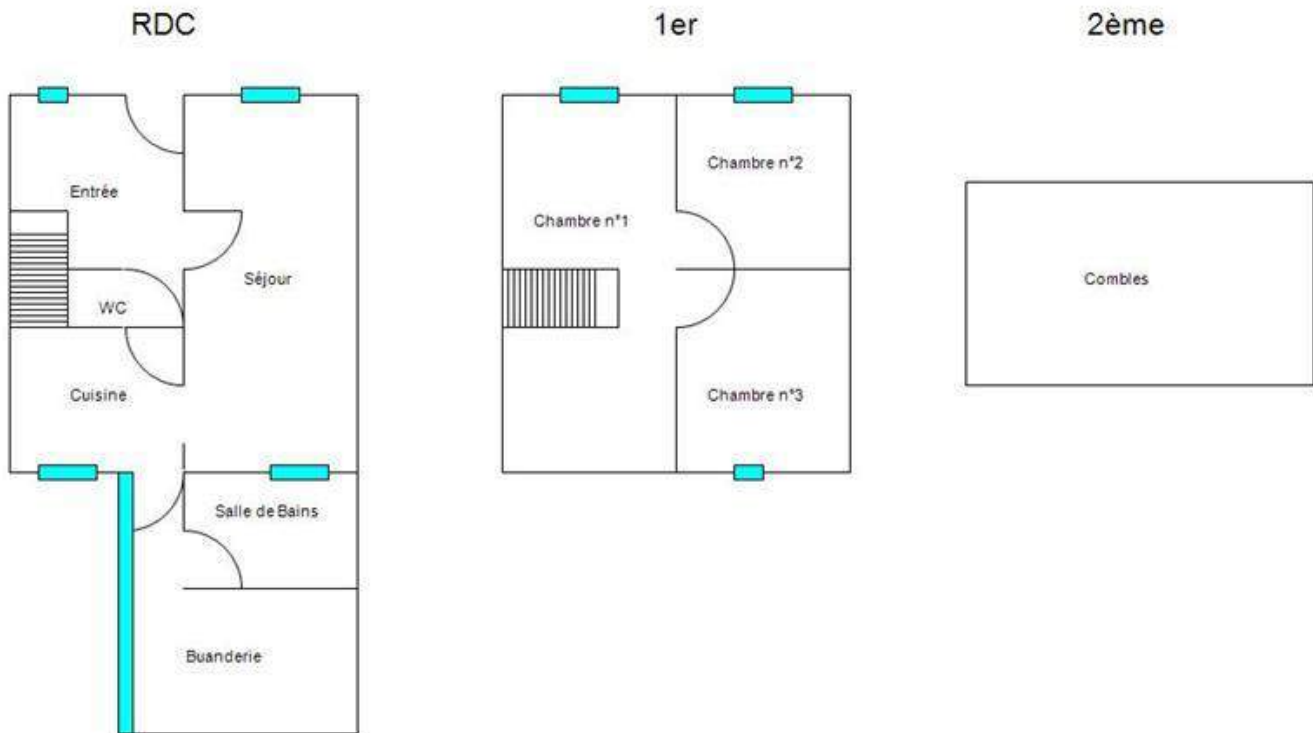 RDC
1er
2ème
Entrée
Séjour
WC
Cuisine
Salle de Bains
Buanderie
Chambre n°1
Chambre n°2
Chambre n°3
Combles